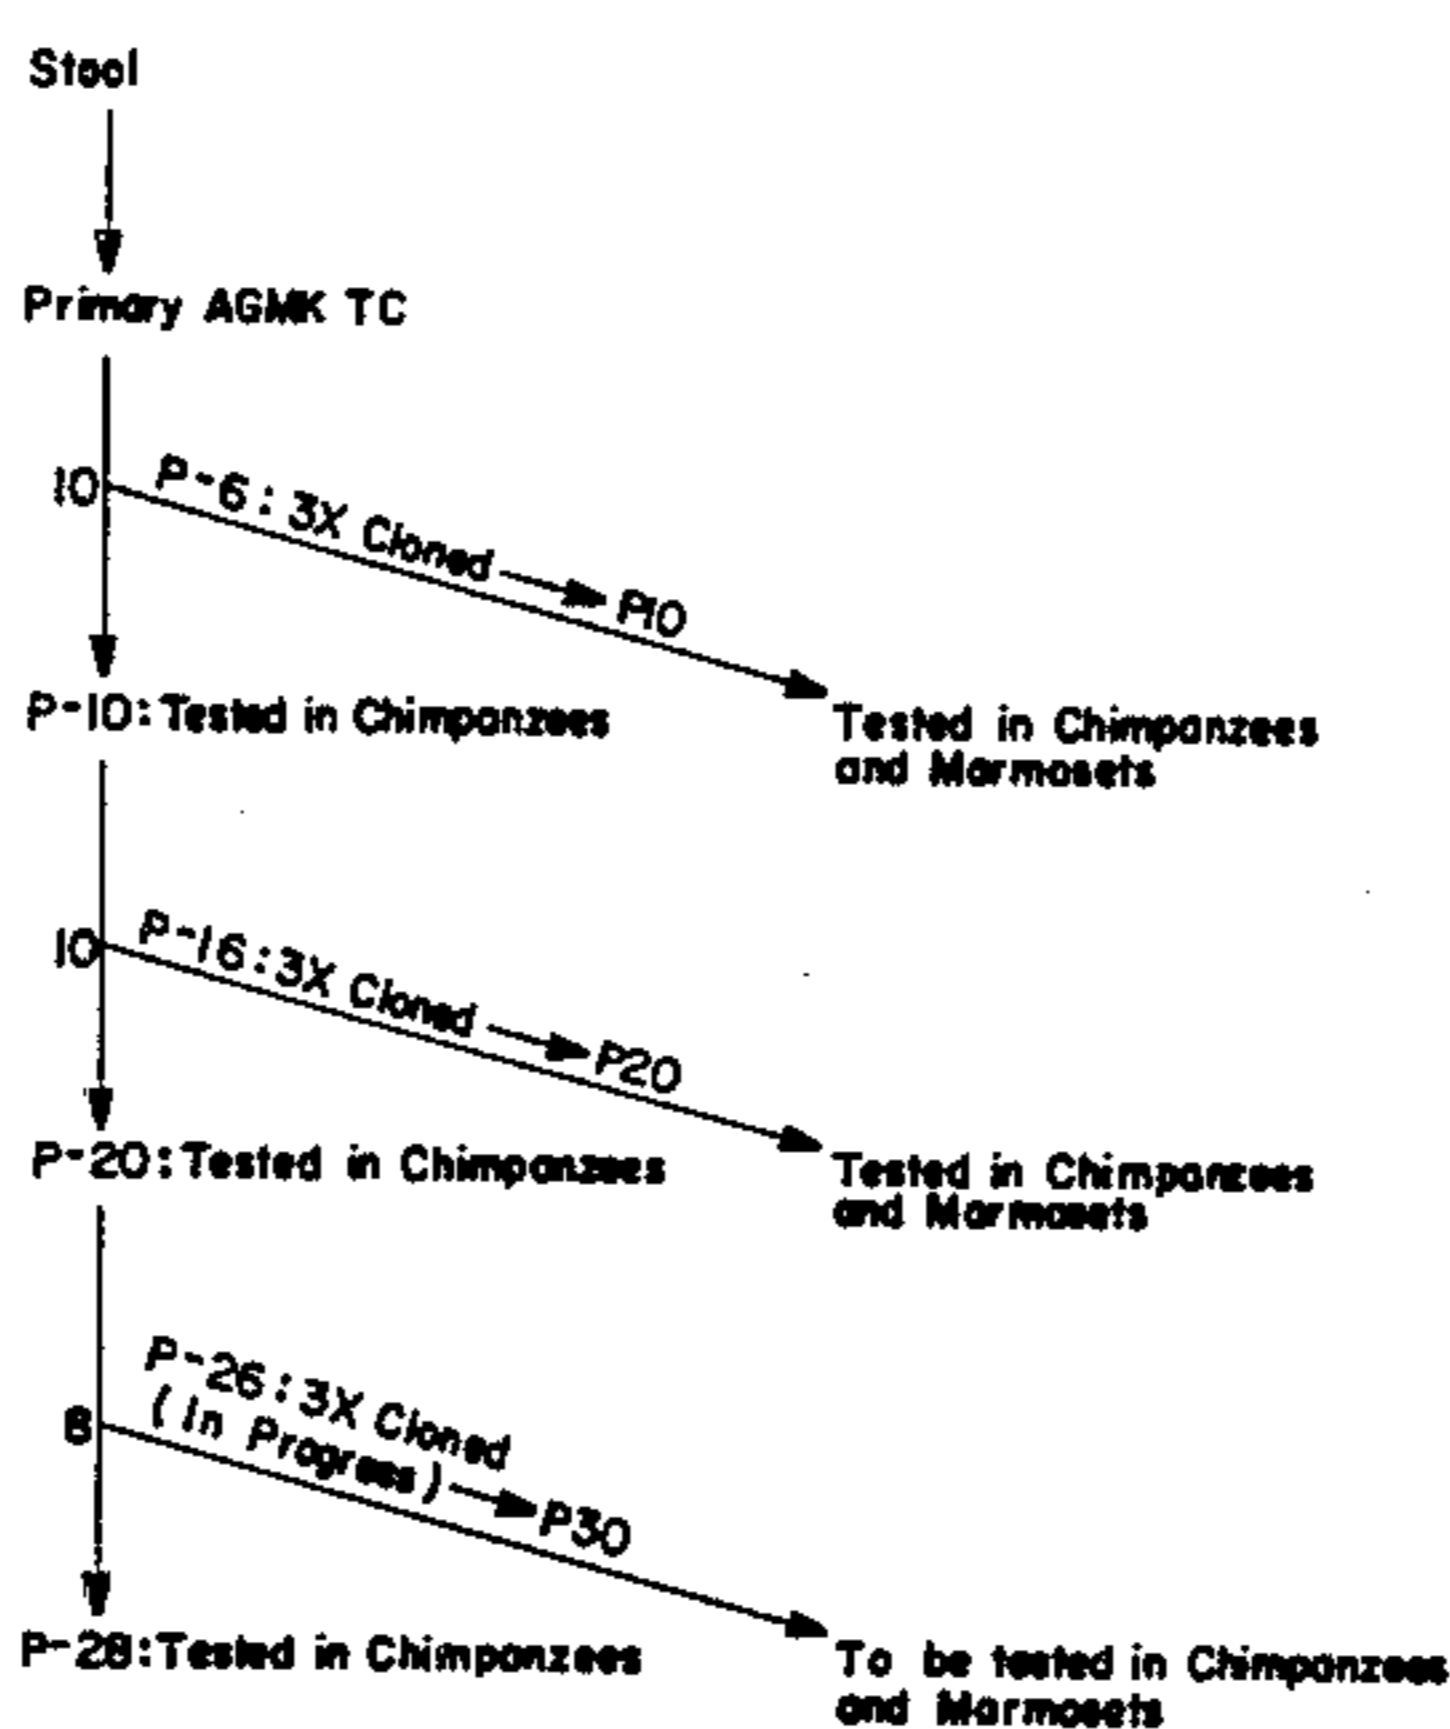 Stool
Primary AGMK TC
10
P-6: 3X Cloned → P10
P-10: Tested in Chimpanzees
Tested in Chimpanzees
and Marmosets
10
P-16: 3X Cloned → P20
P-20: Tested in Chimpanzees
Tested in Chimpanzees
and Marmosets
8
P-26: 3X Cloned
(In Progress) → P30
P-28: Tested in Chimpanzees
To be tested in Chimpanzees
and Marmosets